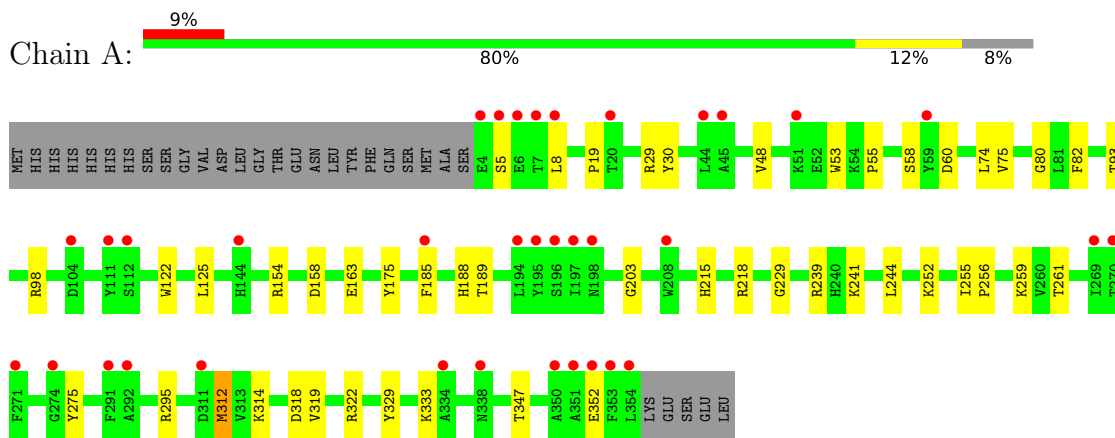 9%
Chain A:
80% 12% 8%
MET HIS HIS HIS HIS HIS HIS SER SER GLY VAL ASP LEU GLY THR GLU ASN LEU TYR PHE GLN SER MET ALA SER E4 S5 E6 T7 L8 P19 T20 R29 Y30 L44 A45 V48 K51 E52 W53 K54 P55 S58 Y59 D60 L74 V75 G80 L81 F82 T93
R98 D104 Y111 S112 W122 L125 H144 R154 D158 E163 Y175 F185 H188 T189 L194 Y195 S196 I197 N198 G203 W208 H215 R218 G229 R239 H240 K241 L244 K252 I255 P256 K259 V260 T261 I269 T270
F271 G274 Y275 F291 A292 R295 D311 M312 V313 K314 D318 V319 R322 Y329 K333 A334 N338 T347 A350 A351 E352 F353 L354 LYS GLU SER GLU LEU